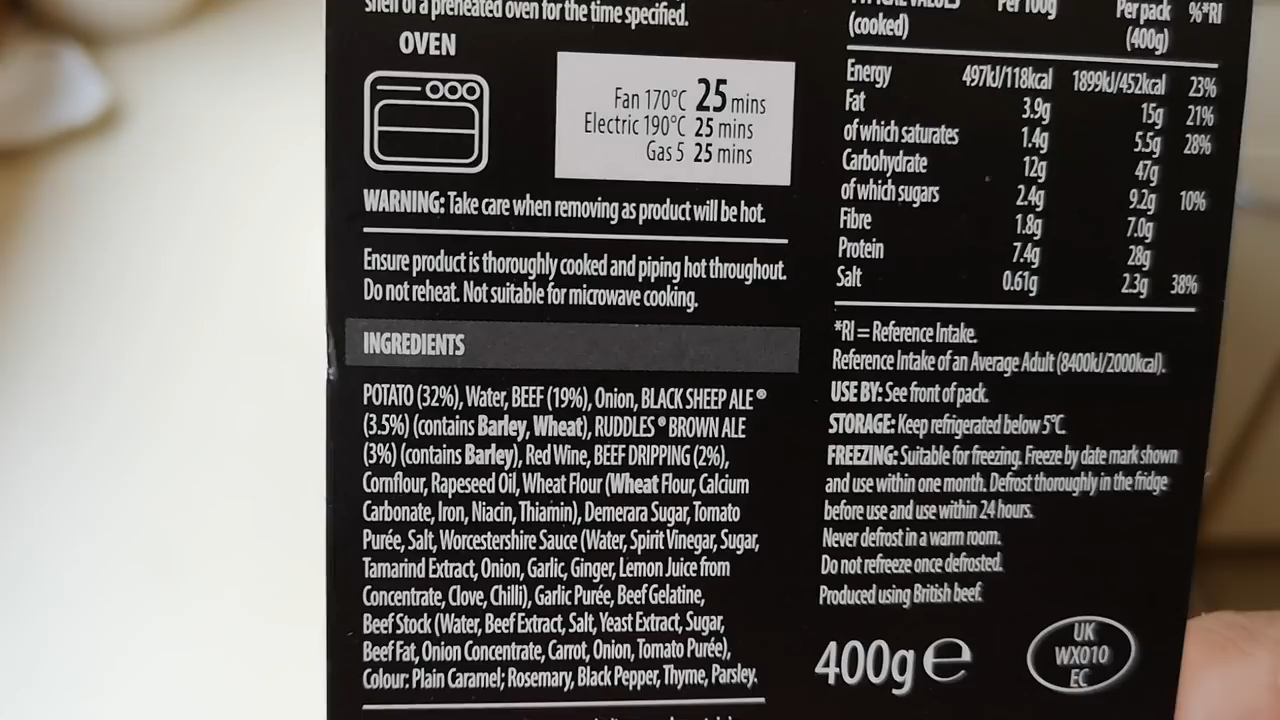 shelf of a preheated oven for the time specified.
OVEN
Fan 170°C 25 mins
Electric 190°C 25 mins
Gas 5 25 mins
WARNING: Take care when removing as product will be hot.
Ensure product is thoroughly cooked and piping hot throughout.
Do not reheat. Not suitable for microwave cooking.
INGREDIENTS
POTATO (32%), Water, BEEF (19%), Onion, BLACK SHEEP ALE®
(3.5%) (contains Barley, Wheat), RUDDLES® BROWN ALE
(3%) (contains Barley), Red Wine, BEEF DRIPPING (2%),
Cornflour, Rapeseed Oil, Wheat Flour (Wheat Flour, Calcium
Carbonate, Iron, Niacin, Thiamin), Demerara Sugar, Tomato
Purée, Salt, Worcestershire Sauce (Water, Spirit Vinegar, Sugar,
Tamarind Extract, Onion, Garlic, Ginger, Lemon Juice from
Concentrate, Clove, Chilli), Garlic Purée, Beef Gelatine,
Beef Stock (Water, Beef Extract, Salt, Yeast Extract, Sugar,
Beef Fat, Onion Concentrate, Carrot, Onion, Tomato Purée),
Colour: Plain Caramel; Rosemary, Black Pepper, Thyme, Parsley.
VALUES Per 100g Per pack %*RI
(cooked) (400g)
Energy 497kJ/118kcal 1899kJ/452kcal 23%
Fat 3.9g 15g 21%
of which saturates 1.4g 5.5g 28%
Carbohydrate 12g 47g
of which sugars 2.4g 9.2g 10%
Fibre 1.8g 7.0g
Protein 7.4g 28g
Salt 0.61g 2.3g 38%
*RI = Reference Intake.
Reference Intake of an Average Adult (8400kJ/2000kcal).
USE BY: See front of pack.
STORAGE: Keep refrigerated below 5°C.
FREEZING: Suitable for freezing. Freeze by date mark shown
and use within one month. Defrost thoroughly in the fridge
before use and use within 24 hours.
Never defrost in a warm room.
Do not refreeze once defrosted.
Produced using British beef.
400g e
UK
WX010
EC